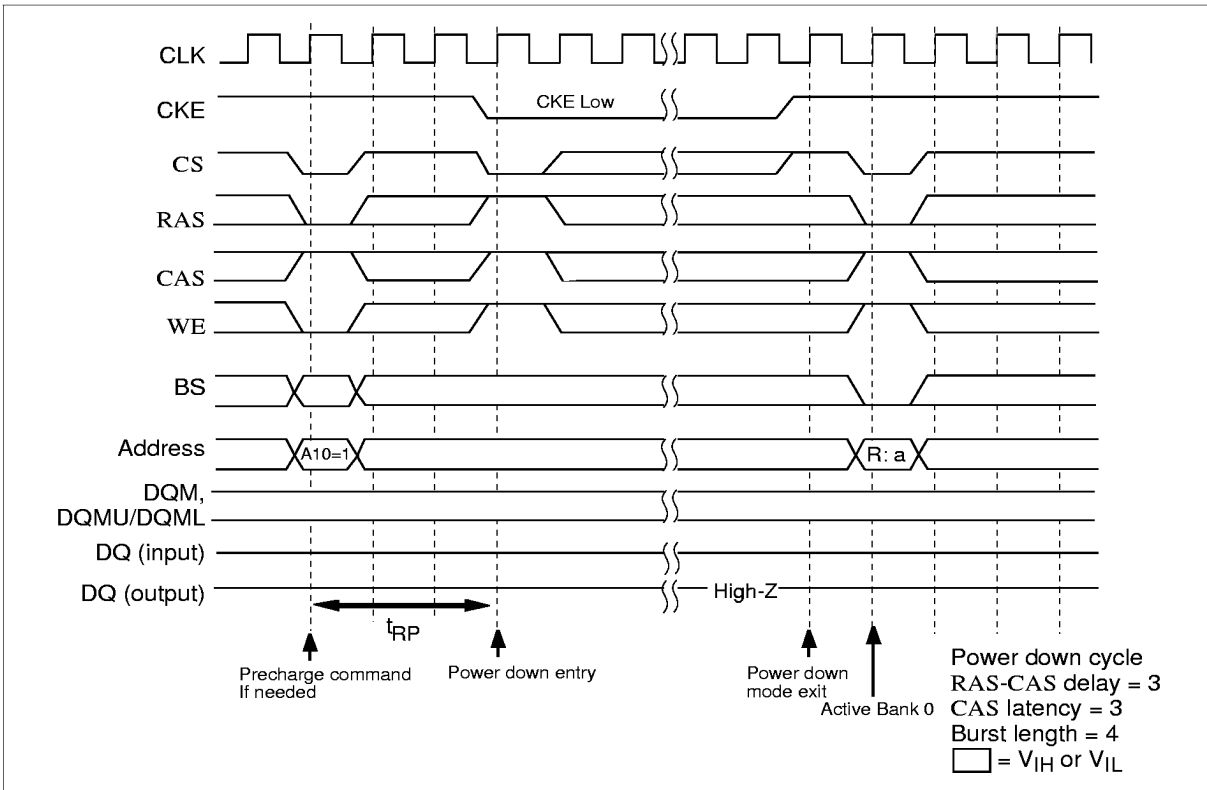 CLK
CKE
CKE Low
CS
RAS
CAS
WE
BS
Address
A10=1
R: a
DQM,
DQMU/DQML
DQ (input)
DQ (output)
High-Z
tRP
Precharge command
If needed
Power down entry
Power down
mode exit
Active Bank 0
Power down cycle
RAS-CAS delay = 3
CAS latency = 3
Burst length = 4
= VIH or VIL